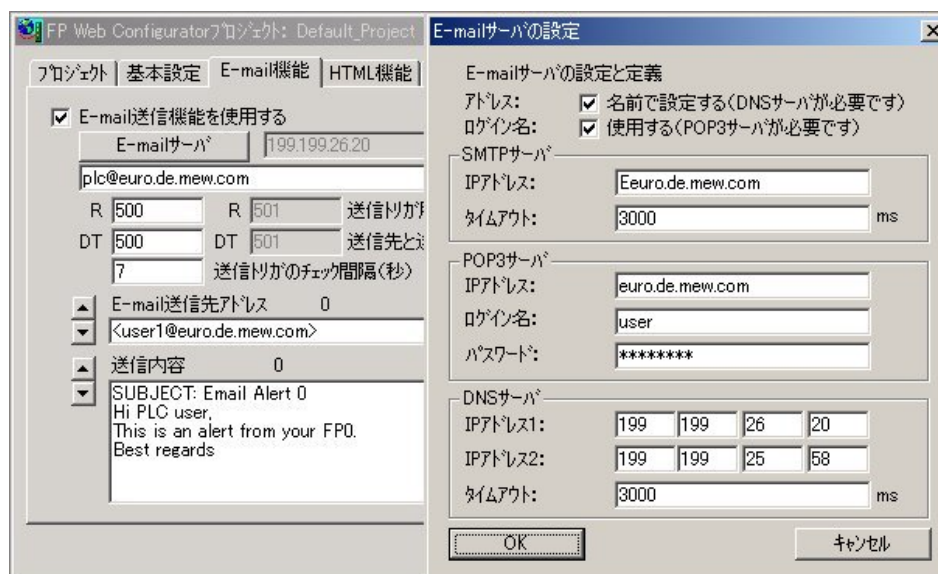 FP Web Configuratorﾌﾟﾛｼﾞｪｸﾄ: Default_Project
ﾌﾟﾛｼﾞｪｸﾄ 基本設定 E-mail機能 HTML機能
E-mail送信機能を使用する
E-mailｻｰﾊﾞ 199.199.26.20
plc@euro.de.mew.com
R 500 R 501 送信ﾄﾘｶﾞ
DT 500 DT 501 送信先と
7 送信ﾄﾘｶﾞのﾁｪｯｸ間隔(秒)
E-mail送信先ｱﾄﾞﾚｽ 0
<user1@euro.de.mew.com>
送信内容 0
SUBJECT: Email Alert 0
Hi PLC user,
This is an alert from your FP0.
Best regards
E-mailｻｰﾊﾞの設定
E-mailｻｰﾊﾞの設定と定義
ｱﾄﾞﾚｽ: 名前で設定する(DNSｻｰﾊﾞが必要です)
ﾛｸﾞｲﾝ名: 使用する(POP3ｻｰﾊﾞが必要です)
SMTPｻｰﾊﾞ
IPｱﾄﾞﾚｽ: Eeuro.de.mew.com
ﾀｲﾑｱｳﾄ: 3000 ms
POP3ｻｰﾊﾞ
IPｱﾄﾞﾚｽ: euro.de.mew.com
ﾛｸﾞｲﾝ名: user
ﾊﾟｽﾜｰﾄﾞ: ********
DNSｻｰﾊﾞ
IPｱﾄﾞﾚｽ1: 199 199 26 20
IPｱﾄﾞﾚｽ2: 199 199 25 58
ﾀｲﾑｱｳﾄ: 3000 ms
OK ｷｬﾝｾﾙ